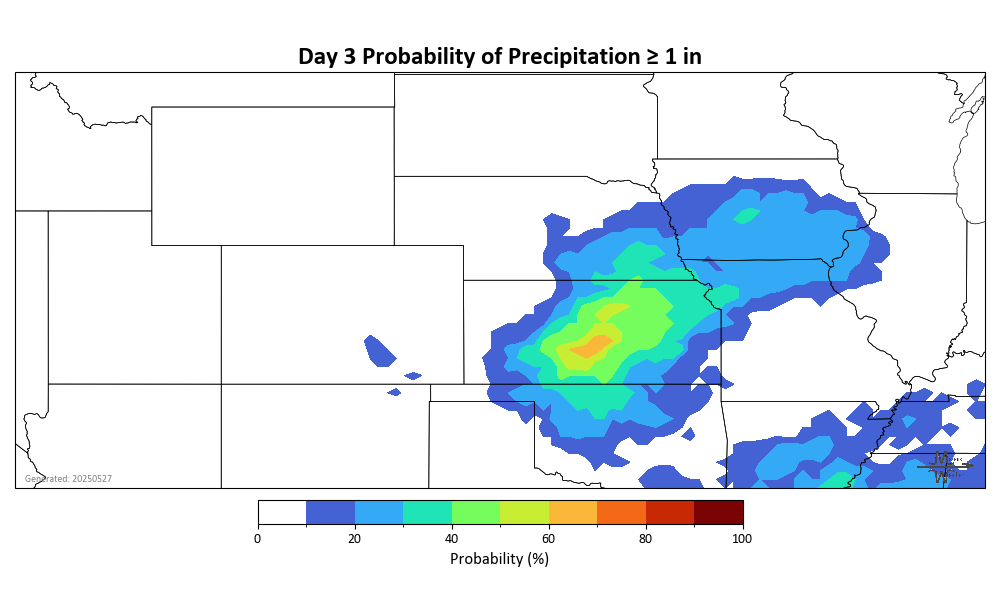 Day 3 Probability of Precipitation ≥ 1 in
Generated: 20250527
0 20 40 60 80 100
Probability (%)